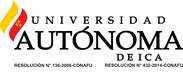 UNIVERSIDAD
AUTÓNOMA
DE ICA
RESOLUCIÓN N° 136-2006-CONAFU RESOLUCIÓN N° 432-2014-CONAFU